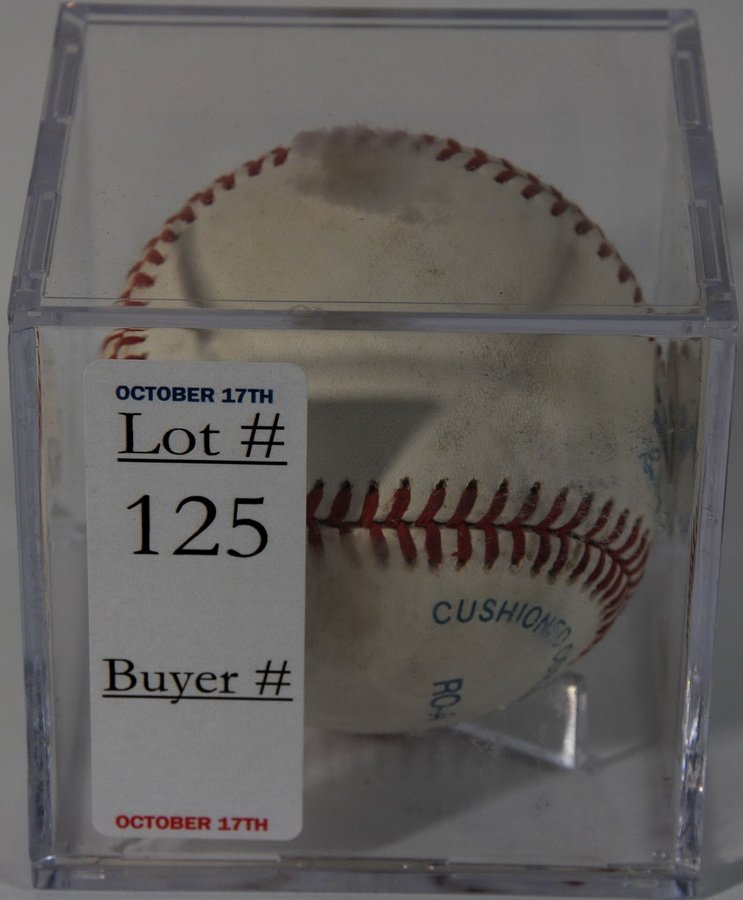 OCTOBER 17TH
Lot #
125
Buyer #
OCTOBER 17TH
CUSHIONED